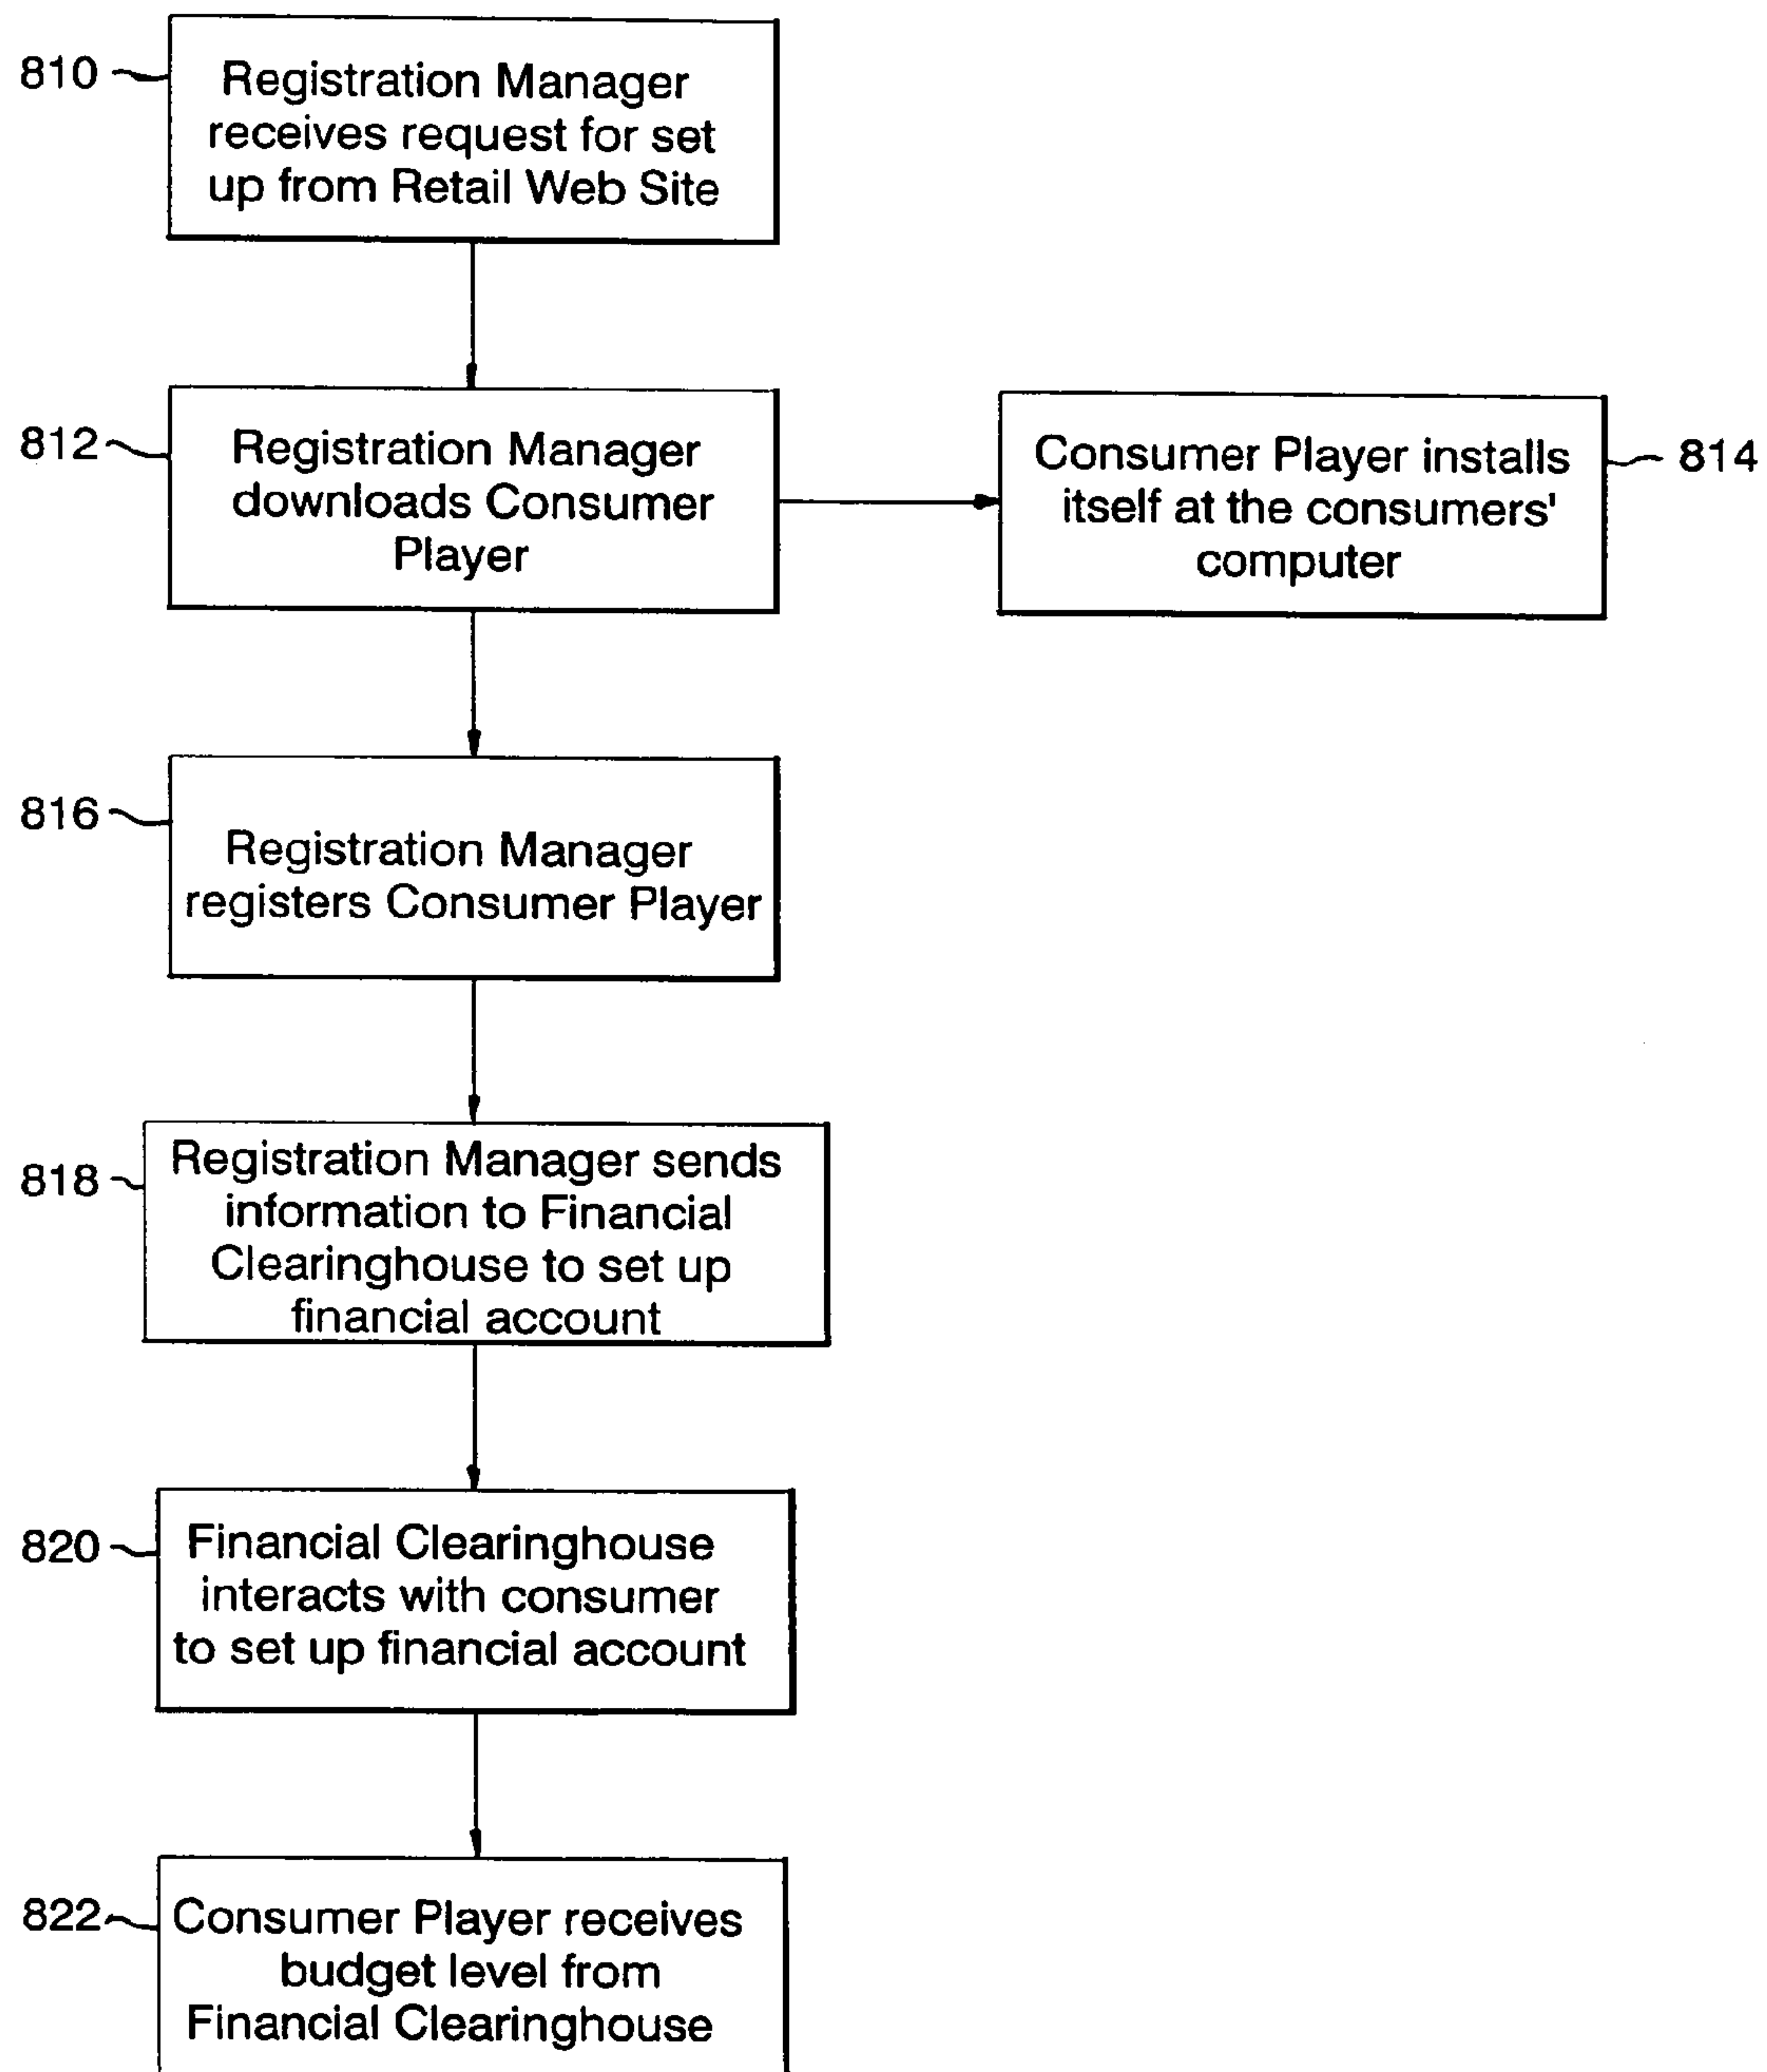 810
Registration Manager
receives request for set
up from Retail Web Site
812
Registration Manager
downloads Consumer
Player
Consumer Player installs
itself at the consumers'
computer
814
816
Registration Manager
registers Consumer Player
818
Registration Manager sends
information to Financial
Clearinghouse to set up
financial account
820
Financial Clearinghouse
interacts with consumer
to set up financial account
822
Consumer Player receives
budget level from
Financial Clearinghouse